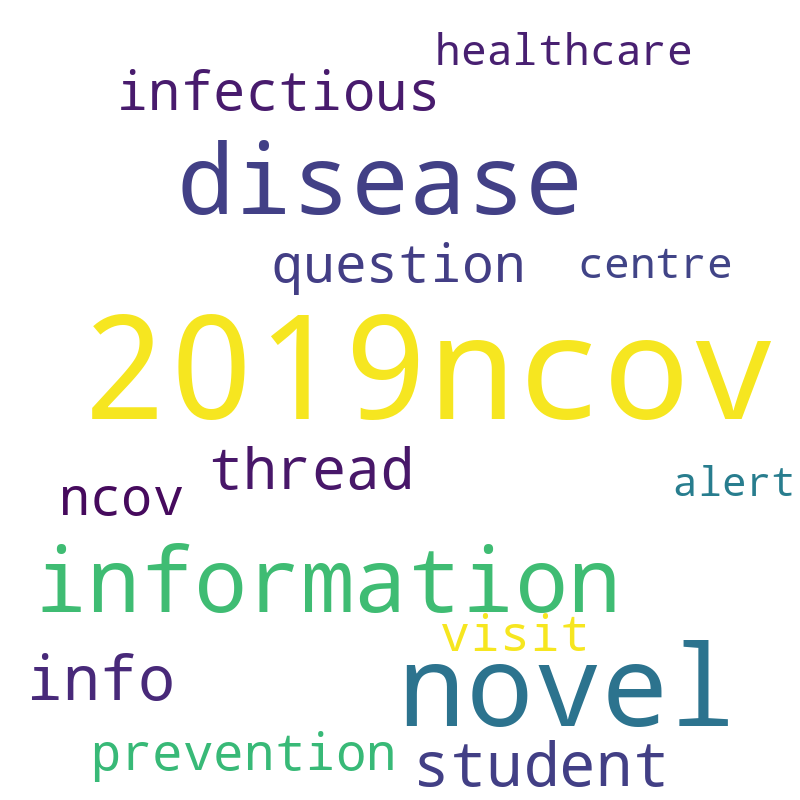 healthcare
infectious
disease
question centre
2019ncov
thread
ncov
alert
information
visit
info
novel
prevention
student